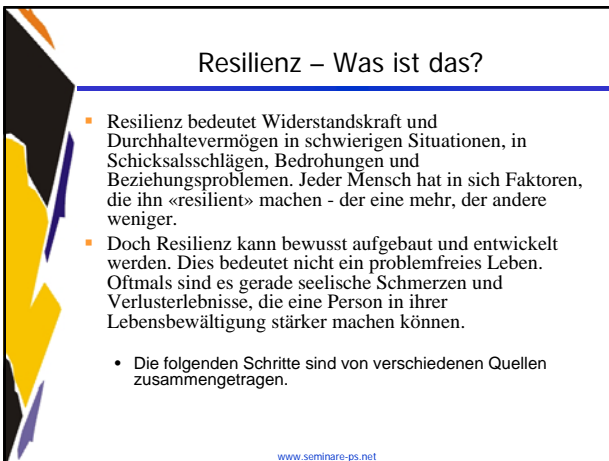 Resilienz – Was ist das?
▪ Resilienz bedeutet Widerstandskraft und
Durchhaltevermögen in schwierigen Situationen, in
Schicksalsschlägen, Bedrohungen und
Beziehungsproblemen. Jeder Mensch hat in sich Faktoren,
die ihn «resilient» machen - der eine mehr, der andere
weniger.
▪ Doch Resilienz kann bewusst aufgebaut und entwickelt
werden. Dies bedeutet nicht ein problemfreies Leben.
Oftmals sind es gerade seelische Schmerzen und
Verlusterlebnisse, die eine Person in ihrer
Lebensbewältigung stärker machen können.
• Die folgenden Schritte sind von verschiedenen Quellen
zusammengetragen.
www.seminare-ps.net